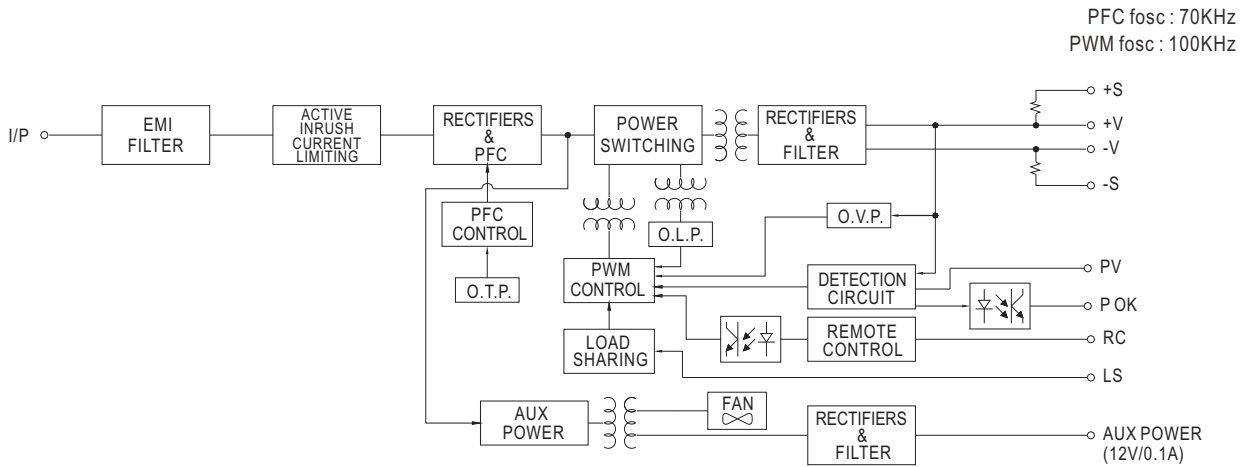 PFC fosc : 70KHz
PWM fosc : 100KHz
I/P
EMI
FILTER
ACTIVE
INRUSH
CURRENT
LIMITING
RECTIFIERS
&
PFC
POWER
SWITCHING
RECTIFIERS
&
FILTER
+S
+V
-V
-S
PFC
CONTROL
O.L.P.
O.V.P.
O.T.P.
PWM
CONTROL
DETECTION
CIRCUIT
PV
P OK
LOAD
SHARING
REMOTE
CONTROL
RC
LS
AUX
POWER
FAN
RECTIFIERS
&
FILTER
AUX POWER
(12V/0.1A)